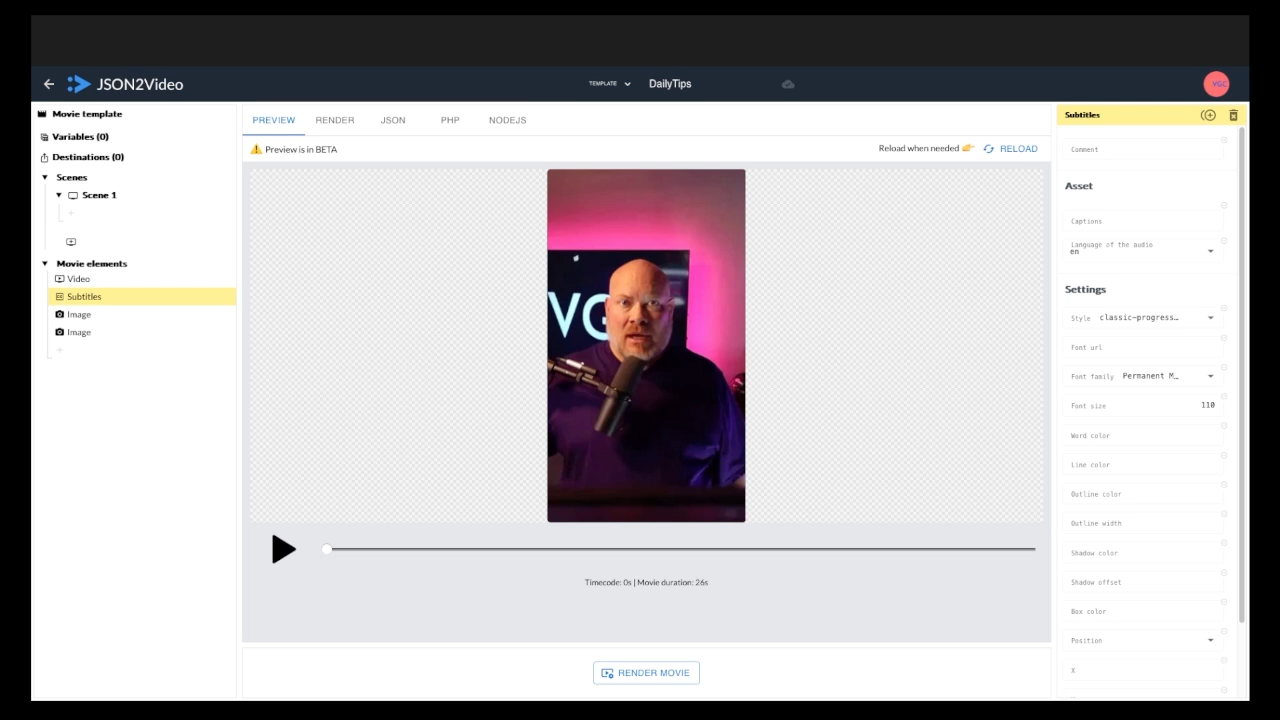 JSON2Video
TEMPLATE
DailyTips
VGC
Movie template
Variables (0)
Destinations (0)
Scenes
Scene 1
Movie elements
Video
Subtitles
Image
Image
PREVIEW
RENDER
JSON
PHP
NODEJS
Preview is in BETA
Reload when needed
RELOAD
VG
Timecode: 0s | Movie duration: 26s
RENDER MOVIE
Subtitles
Comment
Asset
Captions
Language of the audio
en
Settings
Style classic-progress…
Font url
Font family Permanent M…
Font size 110
Word color
Line color
Outline color
Outline width
Shadow color
Shadow offset
Box color
Position
X